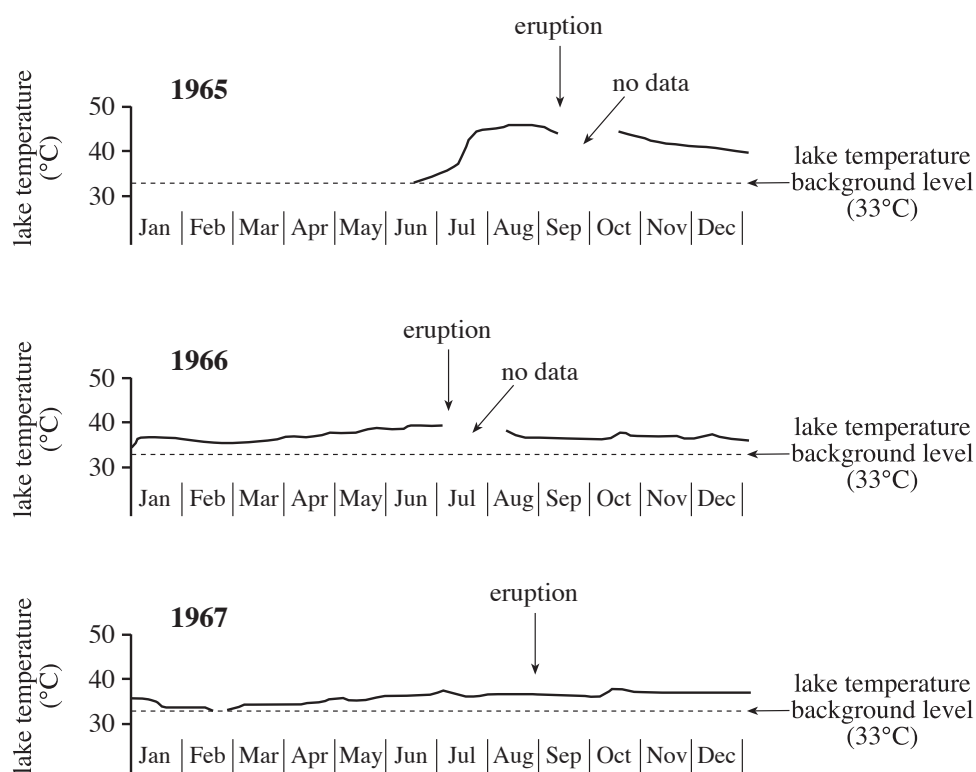 eruption
1965
no data
lake temperature
(°C)
50
40
30
lake temperature
background level
(33°C)
Jan Feb Mar Apr May Jun Jul Aug Sep Oct Nov Dec
eruption
1966
no data
lake temperature
(°C)
50
40
30
lake temperature
background level
(33°C)
Jan Feb Mar Apr May Jun Jul Aug Sep Oct Nov Dec
eruption
1967
lake temperature
(°C)
50
40
30
lake temperature
background level
(33°C)
Jan Feb Mar Apr May Jun Jul Aug Sep Oct Nov Dec